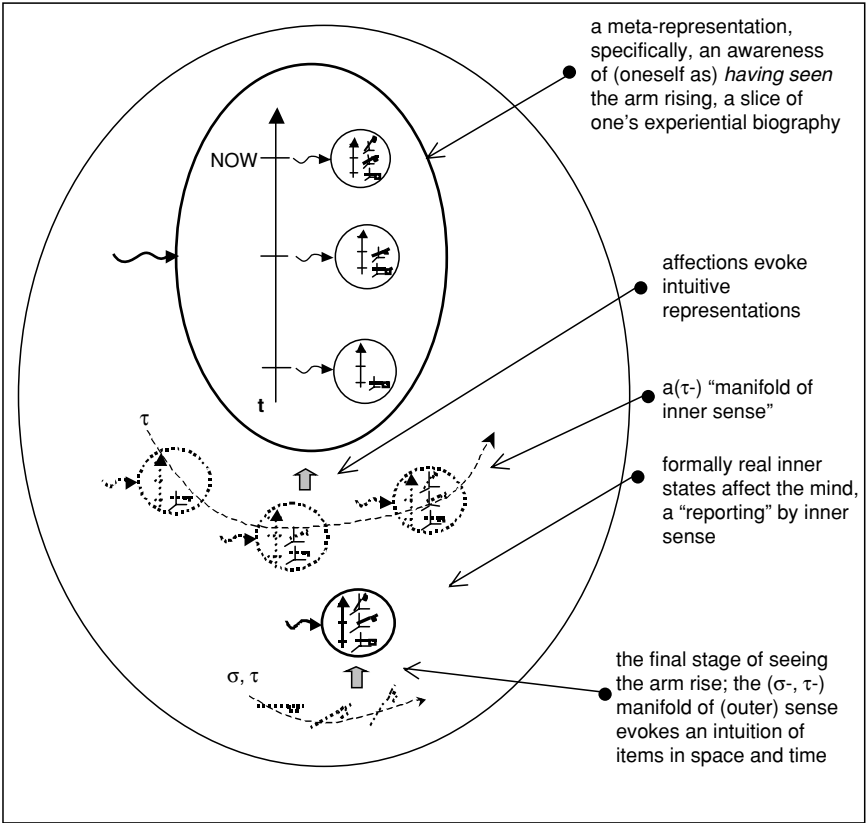 a meta-representation,
specifically, an awareness
of (oneself as) having seen
the arm rising, a slice of
one's experiential biography
NOW
t
affections evoke
intuitive
representations
τ
a(τ-) “manifold of
inner sense”
formally real inner
states affect the mind,
a “reporting” by inner
sense
σ, τ
the final stage of seeing
the arm rise; the (σ-, τ-)
manifold of (outer) sense
evokes an intuition of
items in space and time